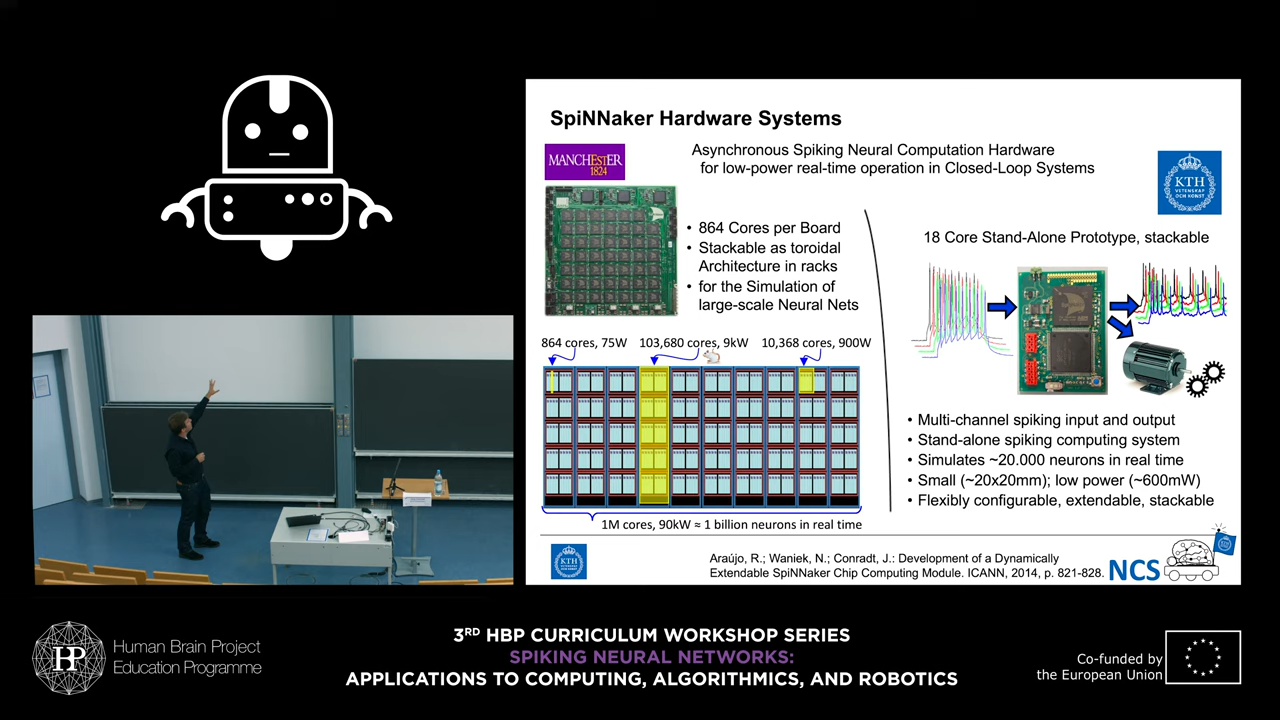 SpiNNaker Hardware Systems
MANCHESTER
1824
Asynchronous Spiking Neural Computation Hardware
for low-power real-time operation in Closed-Loop Systems
KTH
VETENSKAP
OCH KONST
• 864 Cores per Board
• Stackable as toroidal
Architecture in racks
• for the Simulation of
large-scale Neural Nets
864 cores, 75W
103,680 cores, 9kW
10,368 cores, 900W
1M cores, 90kW ≈ 1 billion neurons in real time
18 Core Stand-Alone Prototype, stackable
• Multi-channel spiking input and output
• Stand-alone spiking computing system
• Simulates ~20.000 neurons in real time
• Small (~20x20mm); low power (~600mW)
• Flexibly configurable, extendable, stackable
KTH
Araújo, R.; Waniek, N.; Conradt, J.: Development of a Dynamically
Extendable SpiNNaker Chip Computing Module. ICANN, 2014, p. 821-828.
NCS
HP
Human Brain Project
Education Programme
3RD HBP CURRICULUM WORKSHOP SERIES
SPIKING NEURAL NETWORKS:
APPLICATIONS TO COMPUTING, ALGORITHMICS, AND ROBOTICS
Co-funded by
the European Union